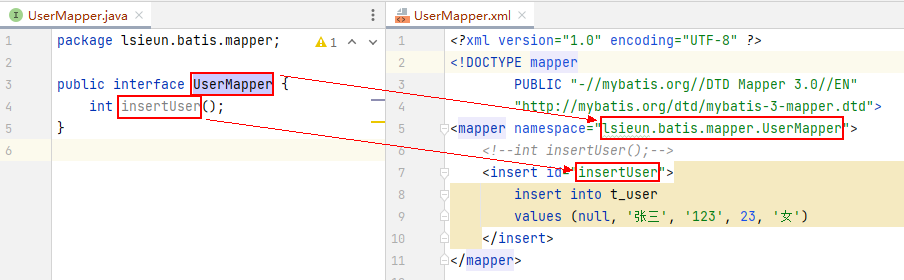 UserMapper.java
1 package lsieun.batis.mapper;
1
2
3 public interface UserMapper {
4 int insertUser();
5 }
6
UserMapper.xml
1 <?xml version="1.0" encoding="UTF-8" ?>
2 <!DOCTYPE mapper
3 PUBLIC "-//mybatis.org//DTD Mapper 3.0//EN"
4 "http://mybatis.org/dtd/mybatis-3-mapper.dtd">
5 <mapper namespace="lsieun.batis.mapper.UserMapper">
6 <!--int insertUser();-->
7 <insert id="insertUser">
8 insert into t_user
9 values (null, '张三', '123', 23, '女')
10 </insert>
11 </mapper>